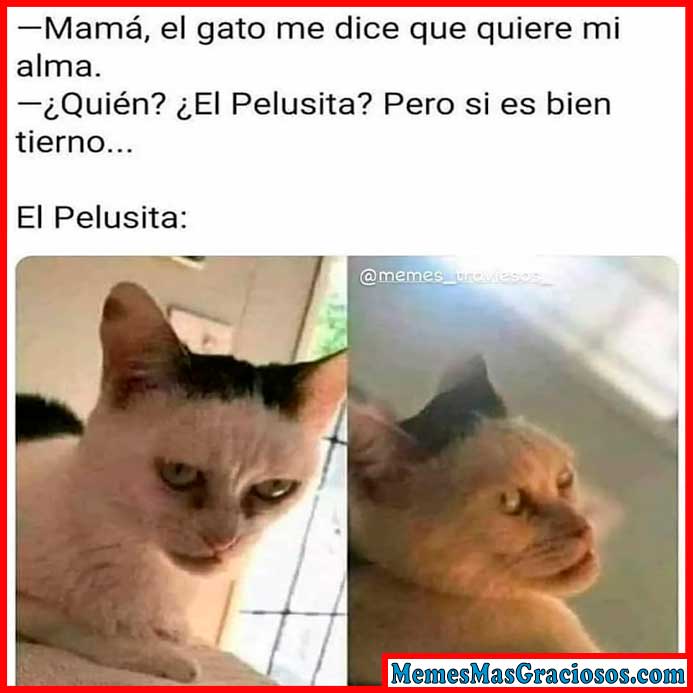 —Mamá, el gato me dice que quiere mi
alma.
—¿Quién? ¿El Pelusita? Pero si es bien
tierno...
El Pelusita:
@memes_traviesos_
MemesMasGraciosos.com